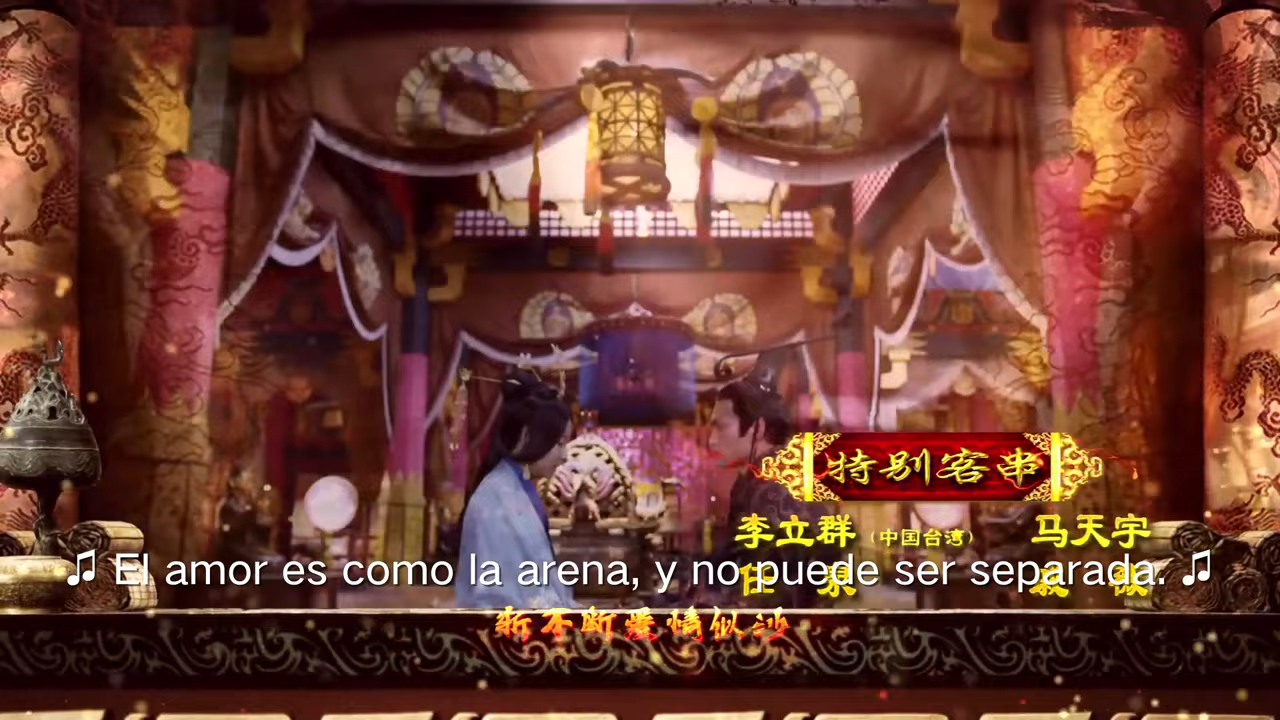 特别客串
李立群（中国台湾） 马天宇
♫ El amor es como la arena, y no puede ser separada. ♫
斩不断爱情似沙